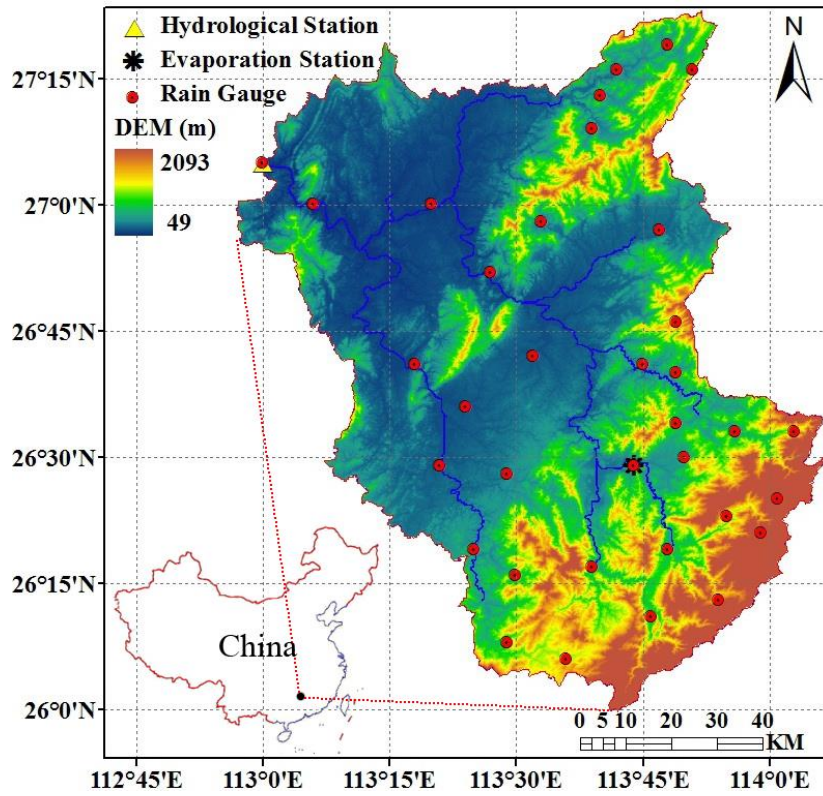 Hydrological Station
Evaporation Station
Rain Gauge
DEM (m)
2093
49
N
27°15'N
27°0'N
26°45'N
26°30'N
26°15'N
26°0'N
China
0 5 10 20 30 40
KM
112°45'E 113°0'E 113°15'E 113°30'E 113°45'E 114°0'E